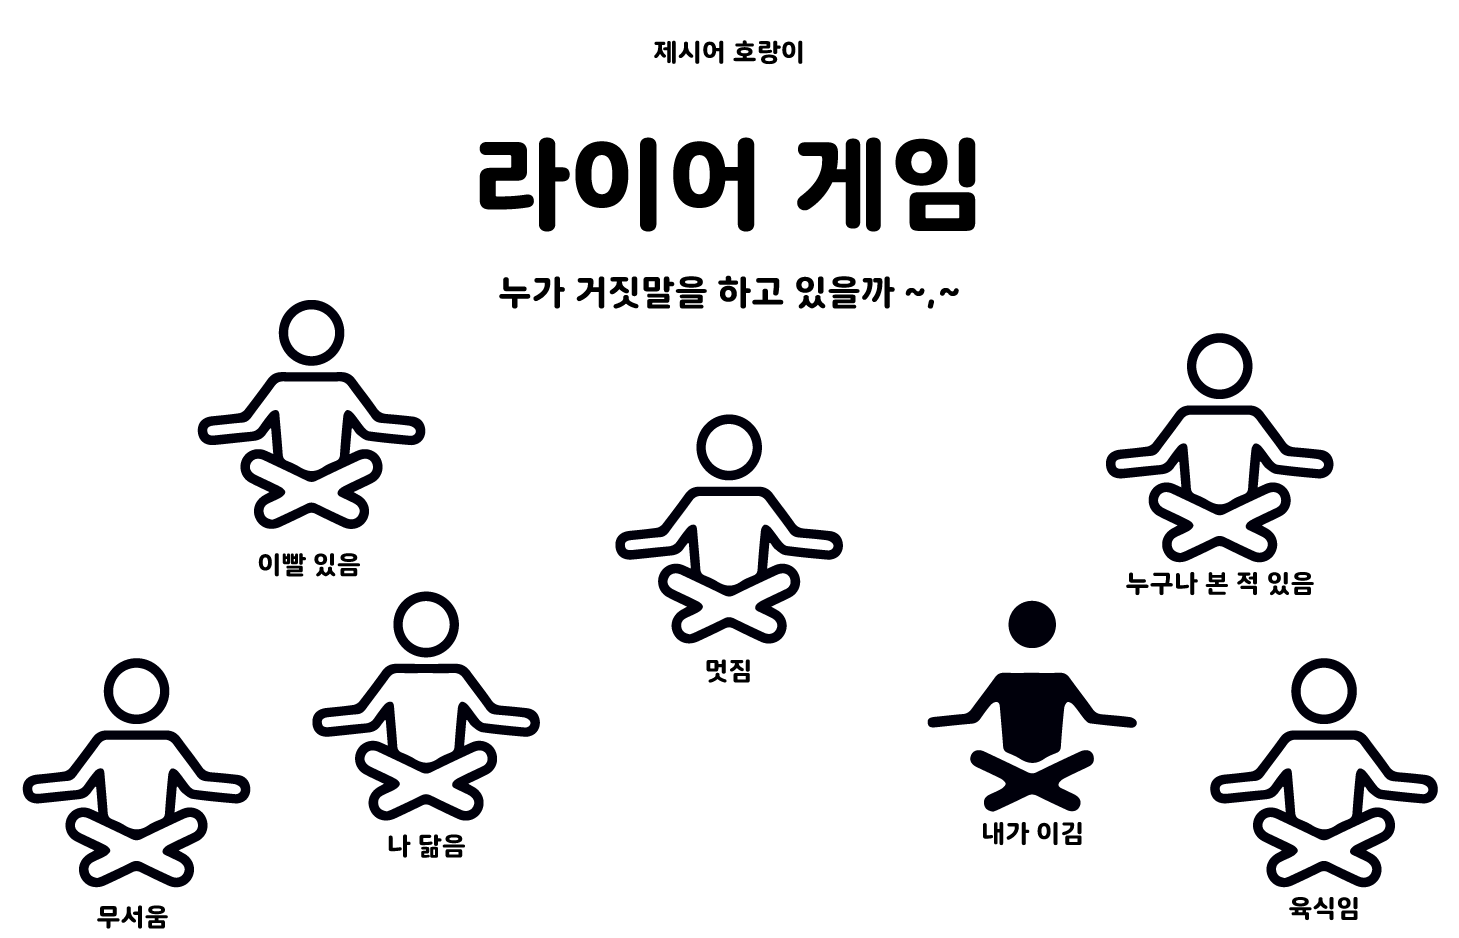 제시어 호랑이
라이어 게임
누가 거짓말을 하고 있을까 ~,~
이빨 있음
누구나 본 적 있음
멋짐
내가 이김
나 닮음
육식임
무서움